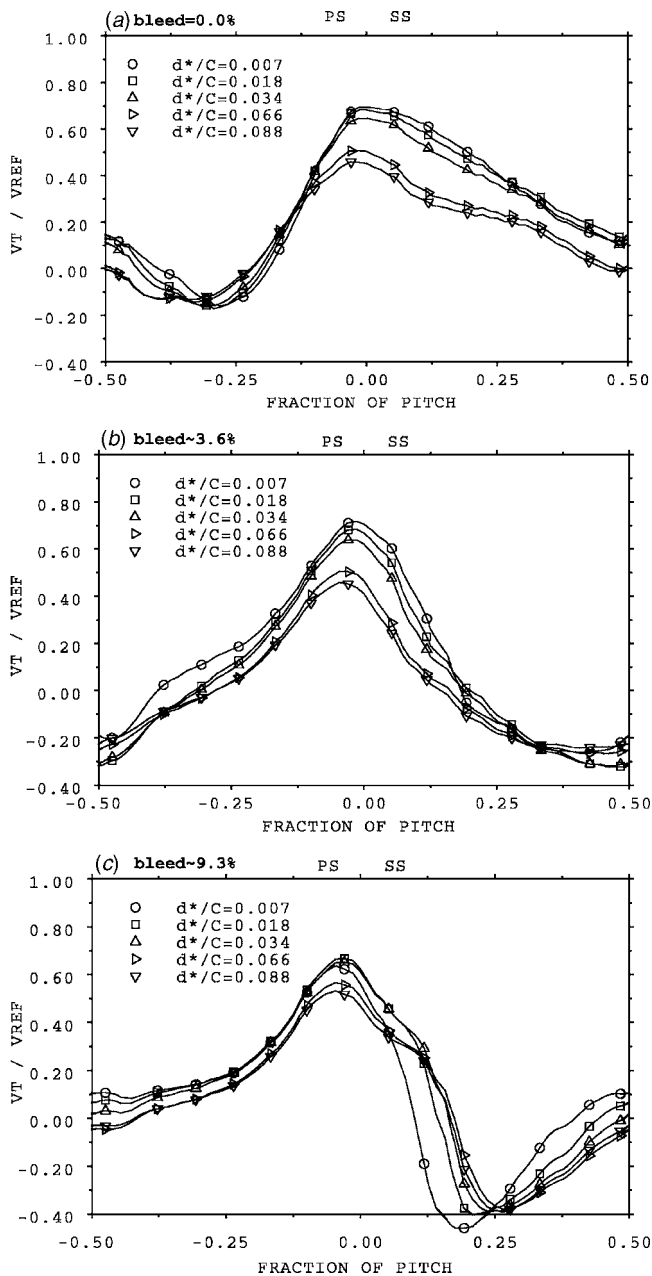 (a) bleed=0.0% PS SS
1.00
0.80
0.60
0.40
0.20
0.00
-0.20
-0.40
VT / VREF
d*/C=0.007
d*/C=0.018
d*/C=0.034
d*/C=0.066
d*/C=0.088
-0.50 -0.25 0.00 0.25 0.50
FRACTION OF PITCH
(b) bleed~3.6% PS SS
1.00
0.80
0.60
0.40
0.20
0.00
-0.20
-0.40
VT / VREF
d*/C=0.007
d*/C=0.018
d*/C=0.034
d*/C=0.066
d*/C=0.088
-0.50 -0.25 0.00 0.25 0.50
FRACTION OF PITCH
(c) bleed~9.3% PS SS
1.00
0.80
0.60
0.40
0.20
0.00
-0.20
-0.40
VT / VREF
d*/C=0.007
d*/C=0.018
d*/C=0.034
d*/C=0.066
d*/C=0.088
-0.50 -0.25 0.00 0.25 0.50
FRACTION OF PITCH